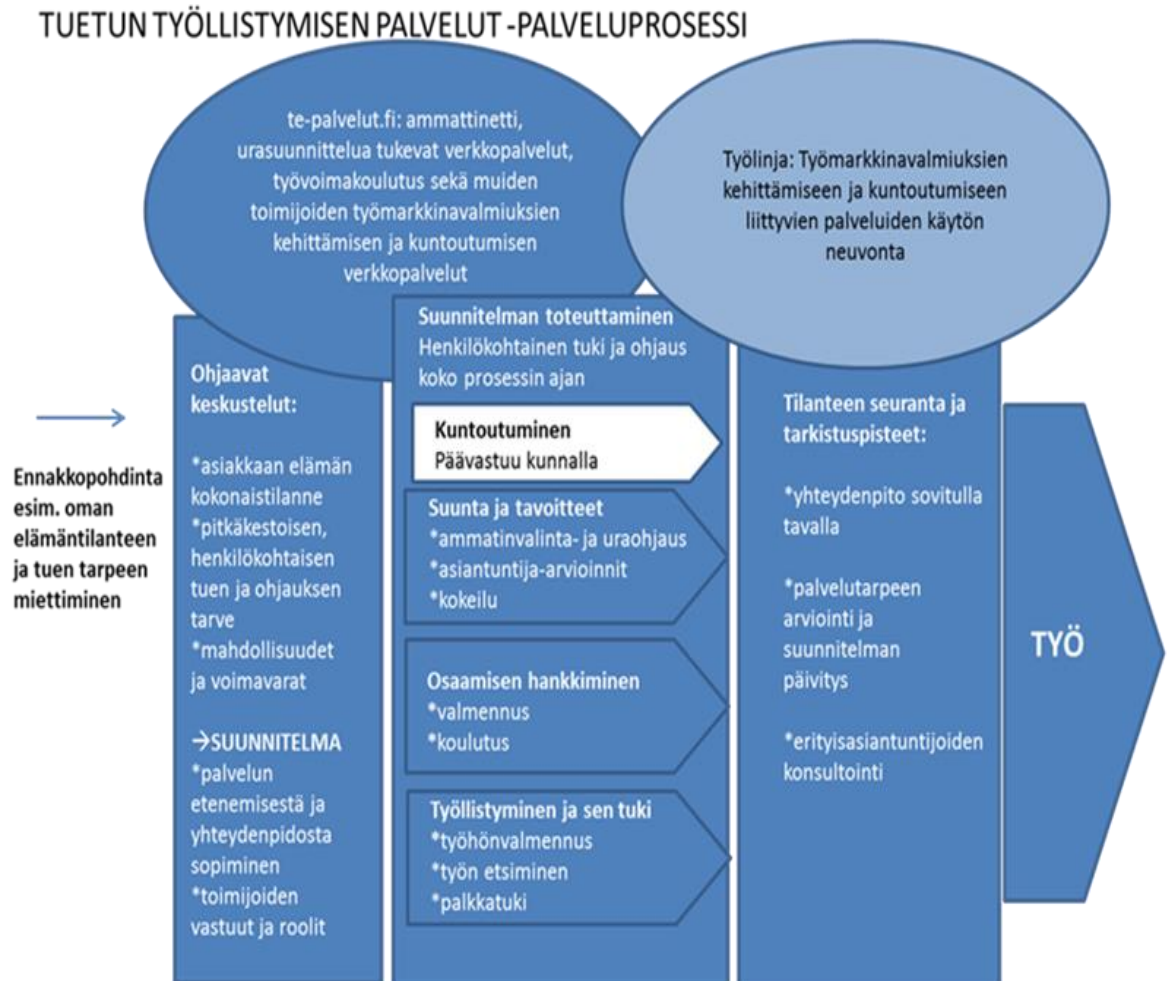 TUETUN TYÖLLISTYMISEN PALVELUT -PALVELUPROSESSI
te-palvelut.fi: ammattinetti,
urasuunnittelua tukevat verkkopalvelut,
työvoimakoulutus sekä muiden
toimijoiden työmarkkinavalmiuksien
kehittämisen ja kuntoutumisen
verkkopalvelut
Työlinja: Työmarkkinavalmiuksien
kehittämiseen ja kuntoutumiseen
liittyvien palveluiden käytön
neuvonta
Ennakkopohdinta
esim. oman
elämäntilanteen
ja tuen tarpeen
miettiminen
Ohjaavat
keskustelut:
*asiakkaan elämän
kokonaistilanne
*pitkäkestoisen,
henkilökohtaisen
tuen ja ohjauksen
tarve
*mahdollisuudet
ja voimavarat
→SUUNNITELMA
*palvelun
etenemisestä ja
yhteydenpidosta
sopiminen
*toimijoiden
vastuut ja roolit
Suunnitelman toteuttaminen
Henkilökohtainen tuki ja ohjaus
koko prosessin ajan
Kuntoutuminen
Päävastuu kunnalla
Suunta ja tavoitteet
*ammatinvalinta- ja uraohjaus
*asiantuntija-arvioinnit
*kokeilu
Osaamisen hankkiminen
*valmennus
*koulutus
Työllistyminen ja sen tuki
*työhönvalmennus
*työn etsiminen
*palkkatuki
Tilanteen seuranta ja
tarkistuspisteet:
*yhteydenpito sovitulla
tavalla
*palvelutarpeen
arviointi ja
suunnitelman
päivitys
*erityisasiantuntijoiden
konsultointi
TYÖ